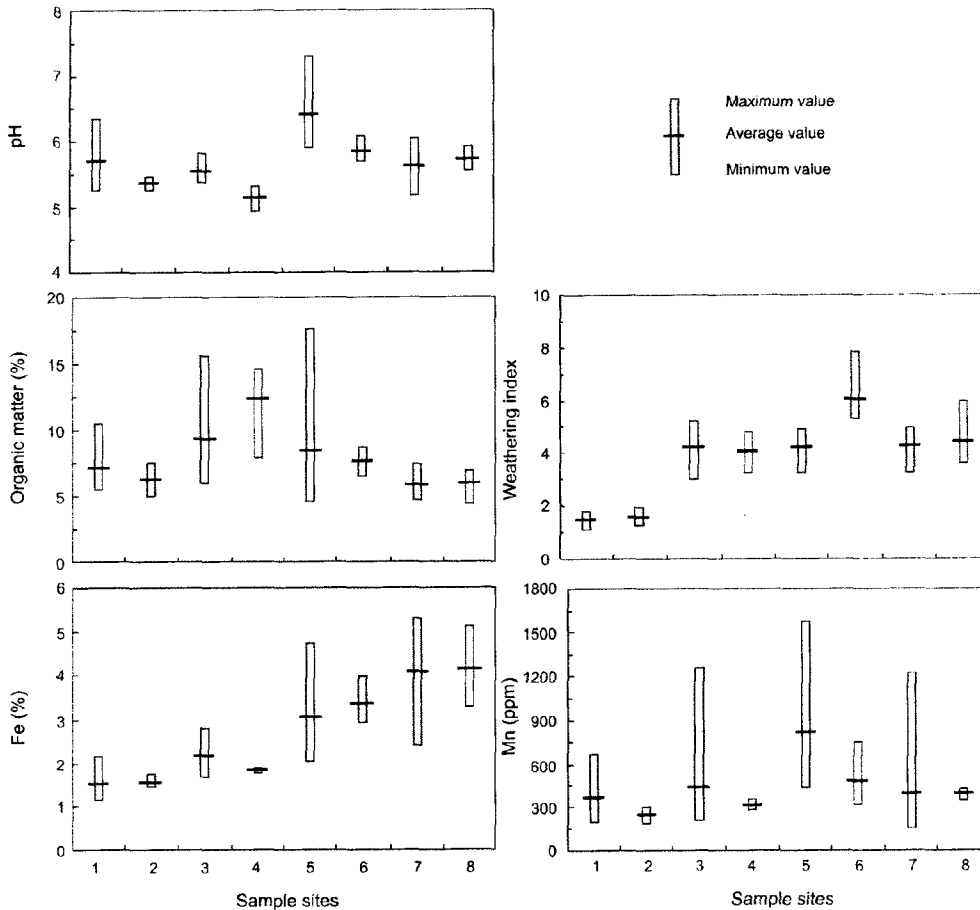 8
7
6
5
4
pH
Maximum value
Average value
Minimum value
20
15
10
5
0
Organic matter (%)
10
8
6
4
2
0
Weathering index
6
5
4
3
2
1
0
Fe (%)
1 2 3 4 5 6 7 8
Sample sites
1800
1500
1200
900
600
300
0
Mn (ppm)
1 2 3 4 5 6 7 8
Sample sites